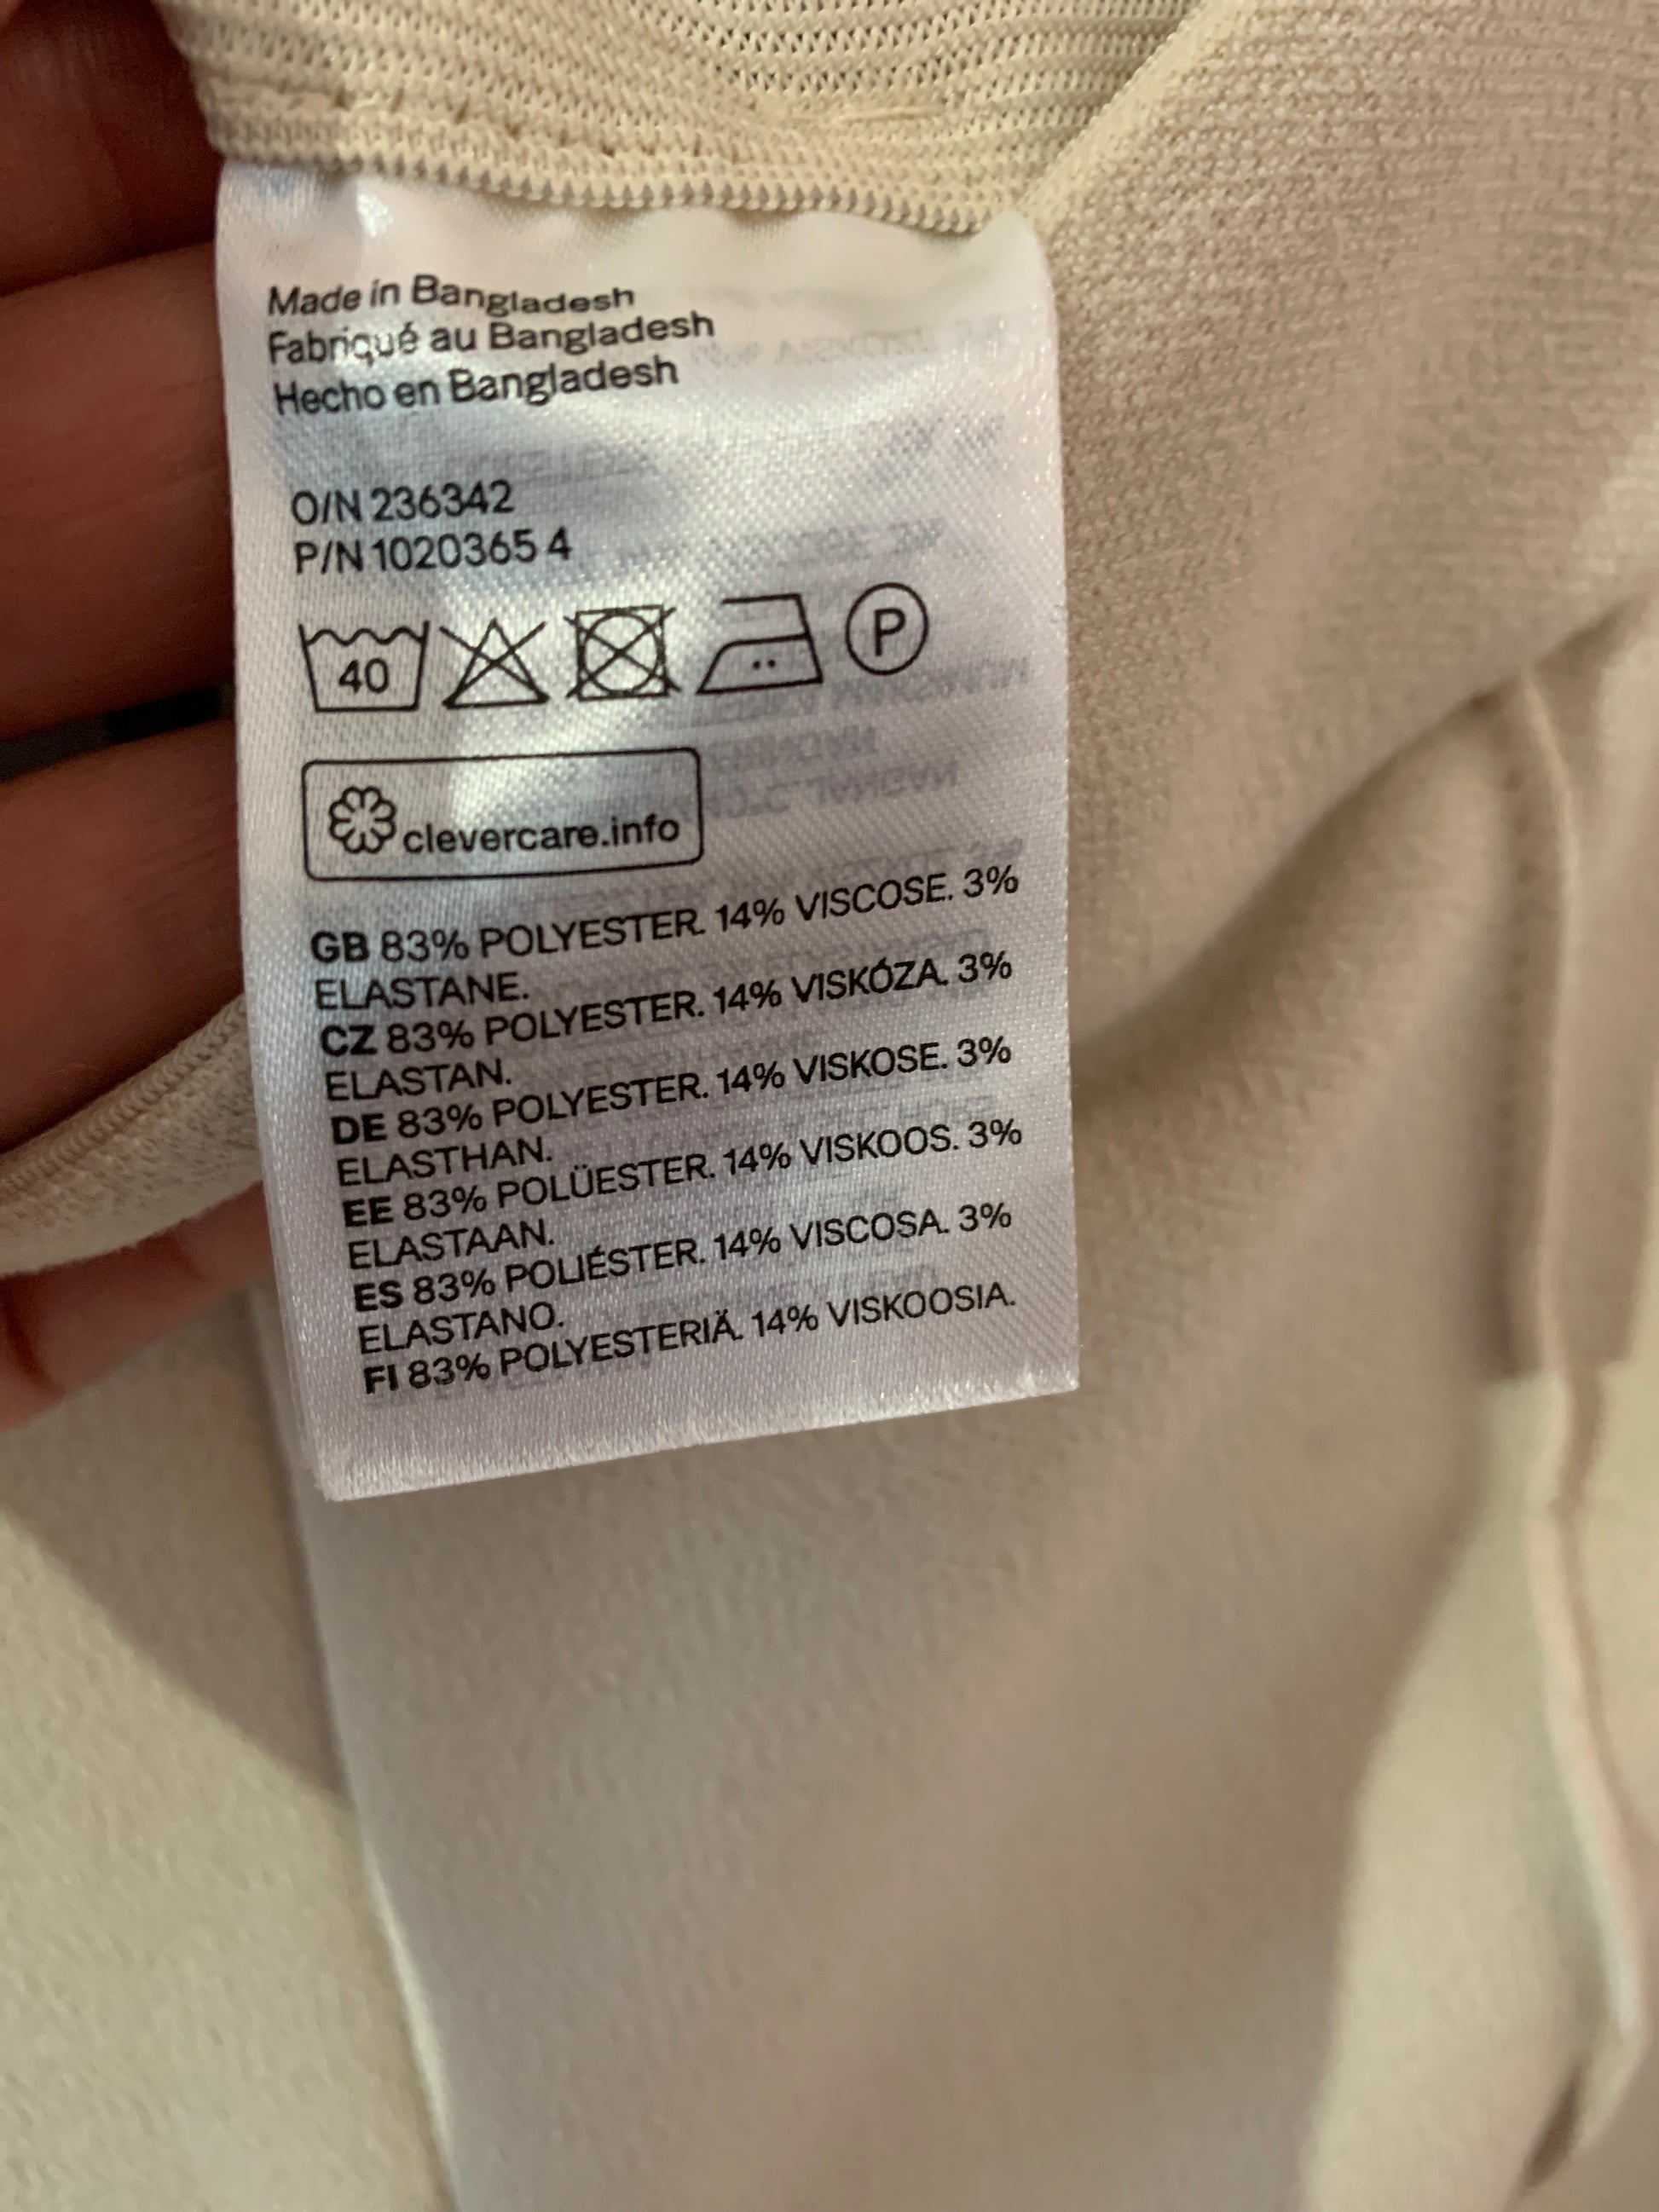 Made in Bangladesh
Fabriqué au Bangladesh
Hecho en Bangladesh
O/N 236342
P/N 1020365 4
40
P
clevercare.info
GB 83% POLYESTER. 14% VISCOSE. 3%
ELASTANE.
CZ 83% POLYESTER. 14% VISKÓZA. 3%
ELASTAN.
DE 83% POLYESTER. 14% VISKOSE. 3%
ELASTHAN.
EE 83% POLÜESTER. 14% VISKOOS. 3%
ELASTAAN.
ES 83% POLIÉSTER. 14% VISCOSA. 3%
ELASTANO.
FI 83% POLYESTERIÄ. 14% VISKOOSIA.